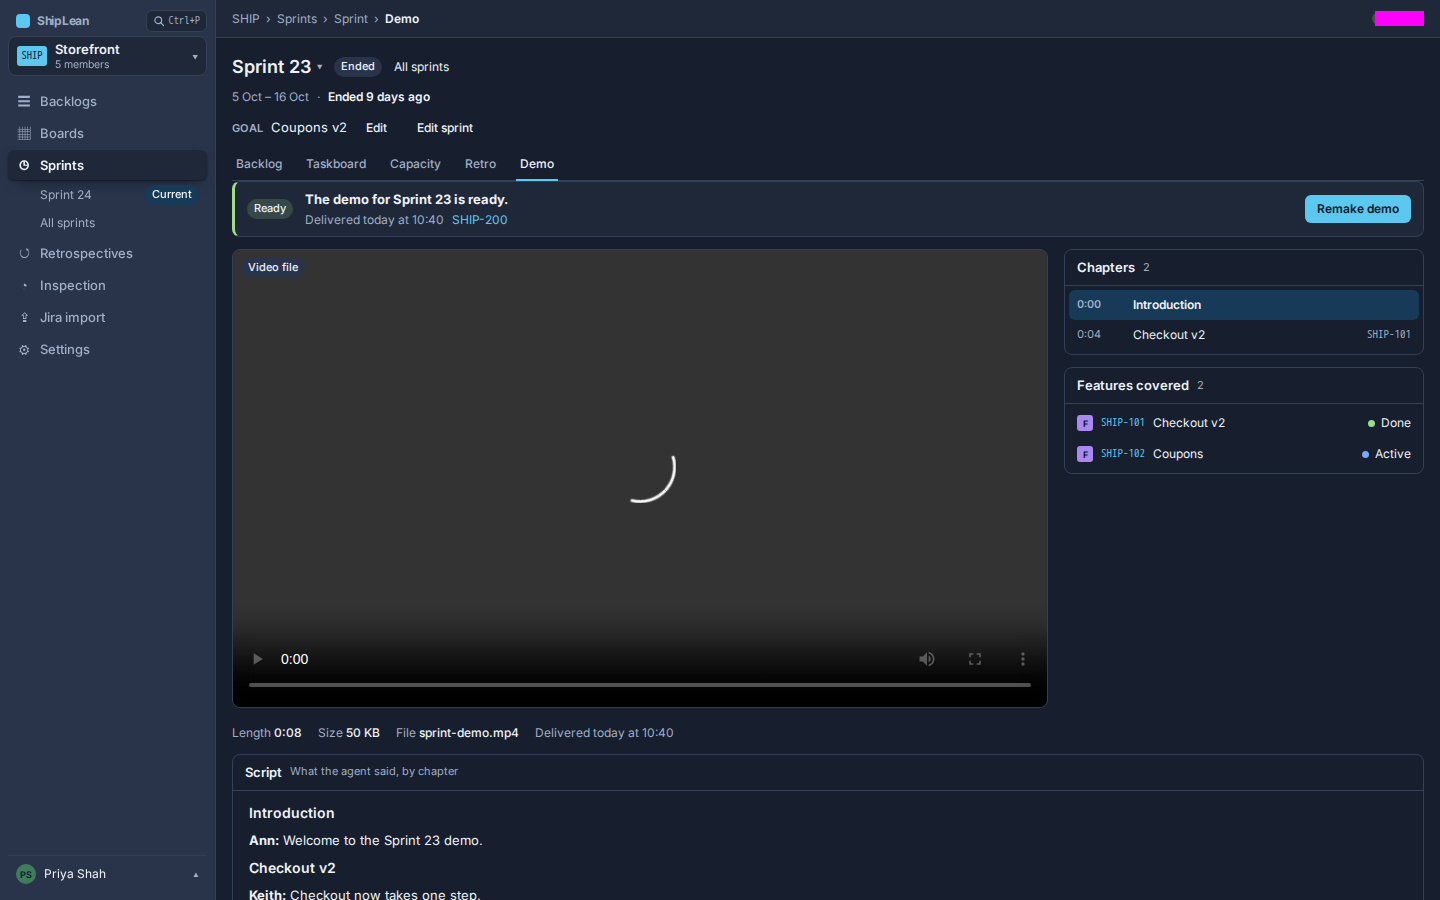 ShipLean Ctrl+P
SHIP Storefront
5 members
Backlogs
Boards
Sprints
Sprint 24 Current
All sprints
Retrospectives
Inspection
Jira import
Settings
PS Priya Shah
SHIP › Sprints › Sprint › Demo
Sprint 23 Ended All sprints
5 Oct – 16 Oct · Ended 9 days ago
GOAL Coupons v2 Edit Edit sprint
Backlog Taskboard Capacity Retro Demo
Ready The demo for Sprint 23 is ready.
Delivered today at 10:40 SHIP-200
Remake demo
Video file
0:00
Chapters 2
0:00 Introduction
0:04 Checkout v2 SHIP-101
Features covered 2
F SHIP-101 Checkout v2 Done
F SHIP-102 Coupons Active
Length 0:08 Size 50 KB File sprint-demo.mp4 Delivered today at 10:40
Script What the agent said, by chapter
Introduction
Ann: Welcome to the Sprint 23 demo.
Checkout v2
Keith: Checkout now takes one step.